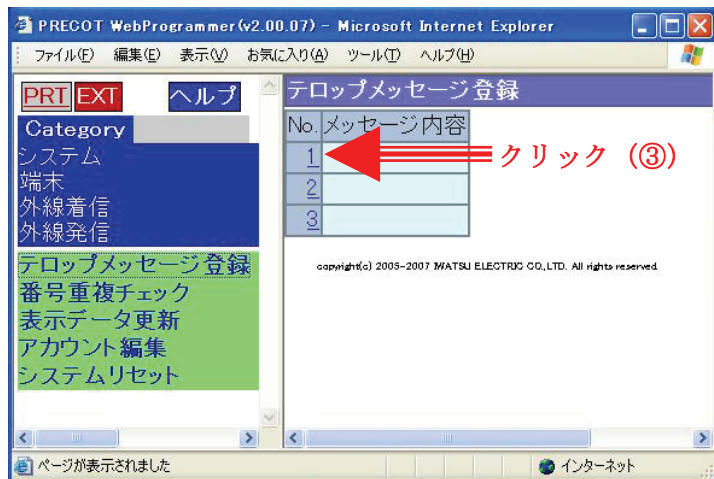 PRECOT WebProgrammer(v2.00.07) - Microsoft Internet Explorer
ファイル(F) 編集(E) 表示(V) お気に入り(A) ツール(T) ヘルプ(H)
PRT EXT ヘルプ
Category
システム
端末
外線着信
外線発信
テロップメッセージ登録
番号重複チェック
表示データ更新
アカウント編集
システムリセット
テロップメッセージ登録
No. メッセージ内容
1
クリック (③)
2
3
copyright(c) 2005-2007 IWATSU ELECTRIC CO.,LTD. All rights reserved.
ページが表示されました
インターネット